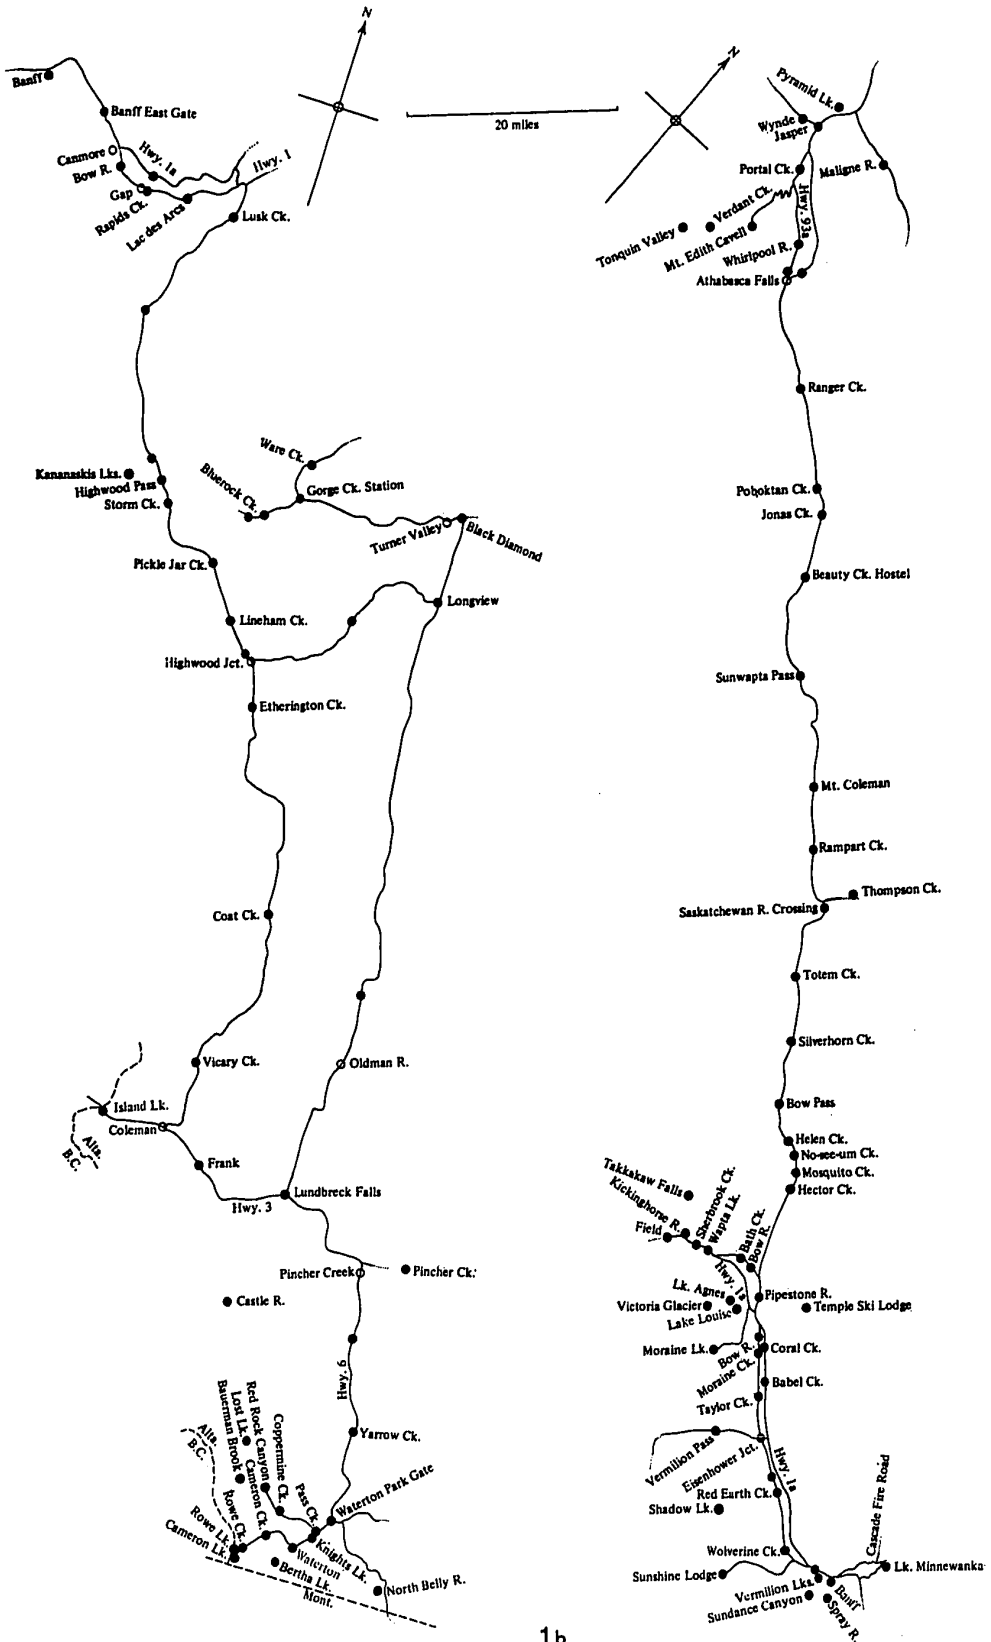 N
Banff
Banff East Gate
Canmore
Hwy. 1a
Hwy. 1
Bow R.
Gap
Rapids Ck.
Lac des Arcs
Lusk Ck.
20 miles
Kananaskis Lks.
Highwood Pass
Storm Ck.
Ware Ck.
Bluerock Ck.
Gorge Ck. Station
Turner Valley
Black Diamond
Pickle Jar Ck.
Longview
Lineham Ck.
Highwood Jct.
Etherington Ck.
Coat Ck.
Vicary Ck.
Oldman R.
Island Lk.
Coleman
Alta.
B.C.
Frank
Lundbreck Falls
Hwy. 3
Pincher Creek
Pincher Ck.
Castle R.
Hwy. 6
Yarrow Ck.
Alta.
B.C.
Bauerman Brook
Lost Lk.
Red Rock Canyon
Coppermine Ck.
Cameron Ck.
Pass Ck.
Waterton Park Gate
Rowe Ck.
Rowe Lk.
Cameron Lk.
Knights Lk.
Waterton
Bertha Lk.
North Belly R.
Mont.
N
Pyramid Lk.
Wynde
Jasper
Portal Ck.
Maligne R.
Verdant Ck.
Hwy. 93a
Tonquin Valley
Mt. Edith Cavell
Whirlpool R.
Athabasca Falls
Ranger Ck.
Poboktan Ck.
Jonas Ck.
Beauty Ck. Hostel
Sunwapta Pass
Mt. Coleman
Rampart Ck.
Thompson Ck.
Saskatchewan R. Crossing
Totem Ck.
Silverhorn Ck.
Bow Pass
Helen Ck.
No-see-um Ck.
Mosquito Ck.
Hector Ck.
Takkakaw Falls
Kickinghorse R.
Sherbrook Ck.
Wapta Lk.
Field
Bath Ck.
Bow R.
Hwy. 1a
Lk. Agnes
Pipestone R.
Victoria Glacier
Lake Louise
Temple Ski Lodge
Moraine Lk.
Bow R.
Coral Ck.
Moraine Ck.
Babel Ck.
Taylor Ck.
Vermilion Pass
Eisenhower Jct.
Hwy. 1a
Red Earth Ck.
Shadow Lk.
Cascade Fire Road
Wolverine Ck.
Sunshine Lodge
Lk. Minnewanka
Vermilion Lks.
Banff
Sundance Canyon
Spray R.
1b